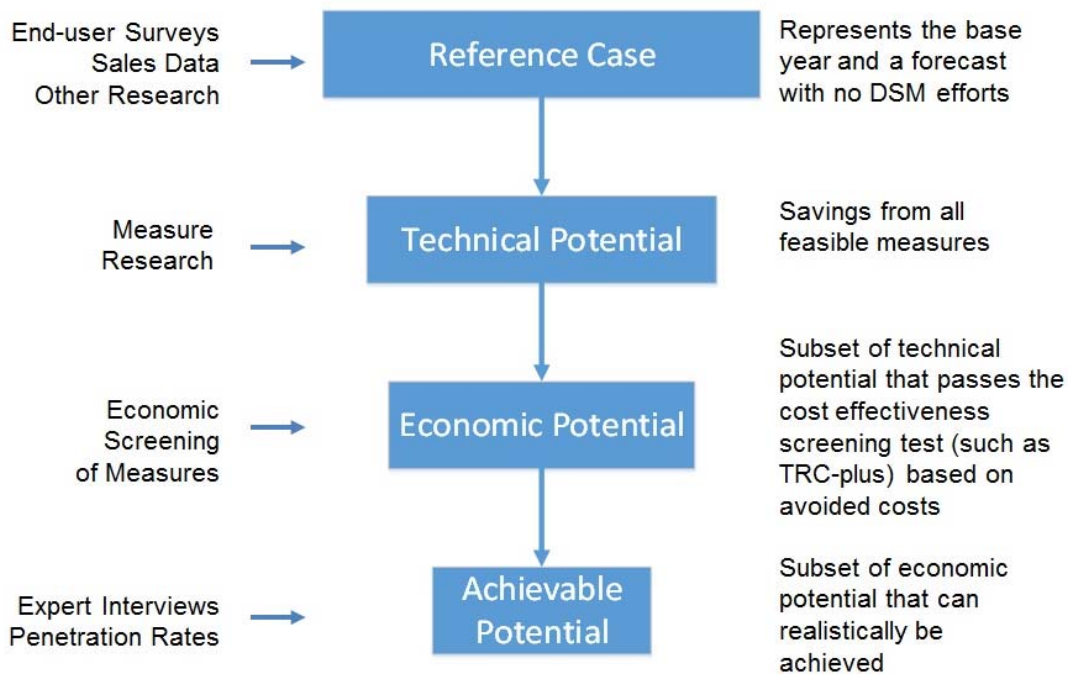 End-user Surveys
Sales Data
Other Research
Reference Case
Represents the base
year and a forecast
with no DSM efforts
Measure
Research
Technical Potential
Savings from all
feasible measures
Economic
Screening
of Measures
Economic Potential
Subset of technical
potential that passes the
cost effectiveness
screening test (such as
TRC-plus) based on
avoided costs
Expert Interviews
Penetration Rates
Achievable
Potential
Subset of economic
potential that can
realistically be
achieved